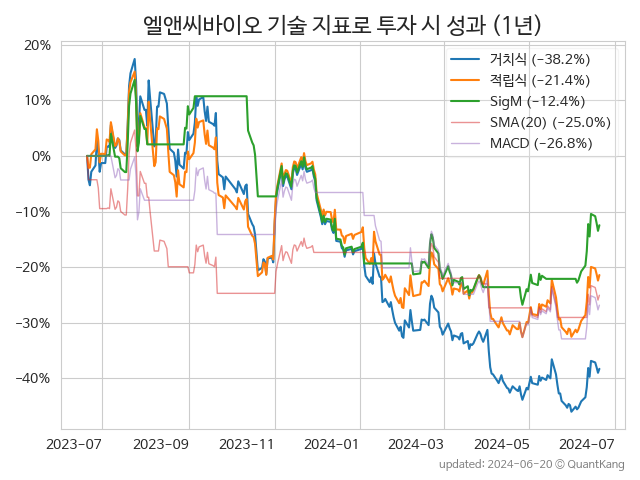 엘앤씨바이오 기술 지표로 투자 시 성과 (1년)
20%
10%
0%
−10%
−20%
−30%
−40%
거치식 (−38.2%)
적립식 (−21.4%)
SigM (−12.4%)
SMA(20) (−25.0%)
MACD (−26.8%)
2023-07 2023-09 2023-11 2024-01 2024-03 2024-05 2024-07
updated: 2024-06-20 © QuantKang